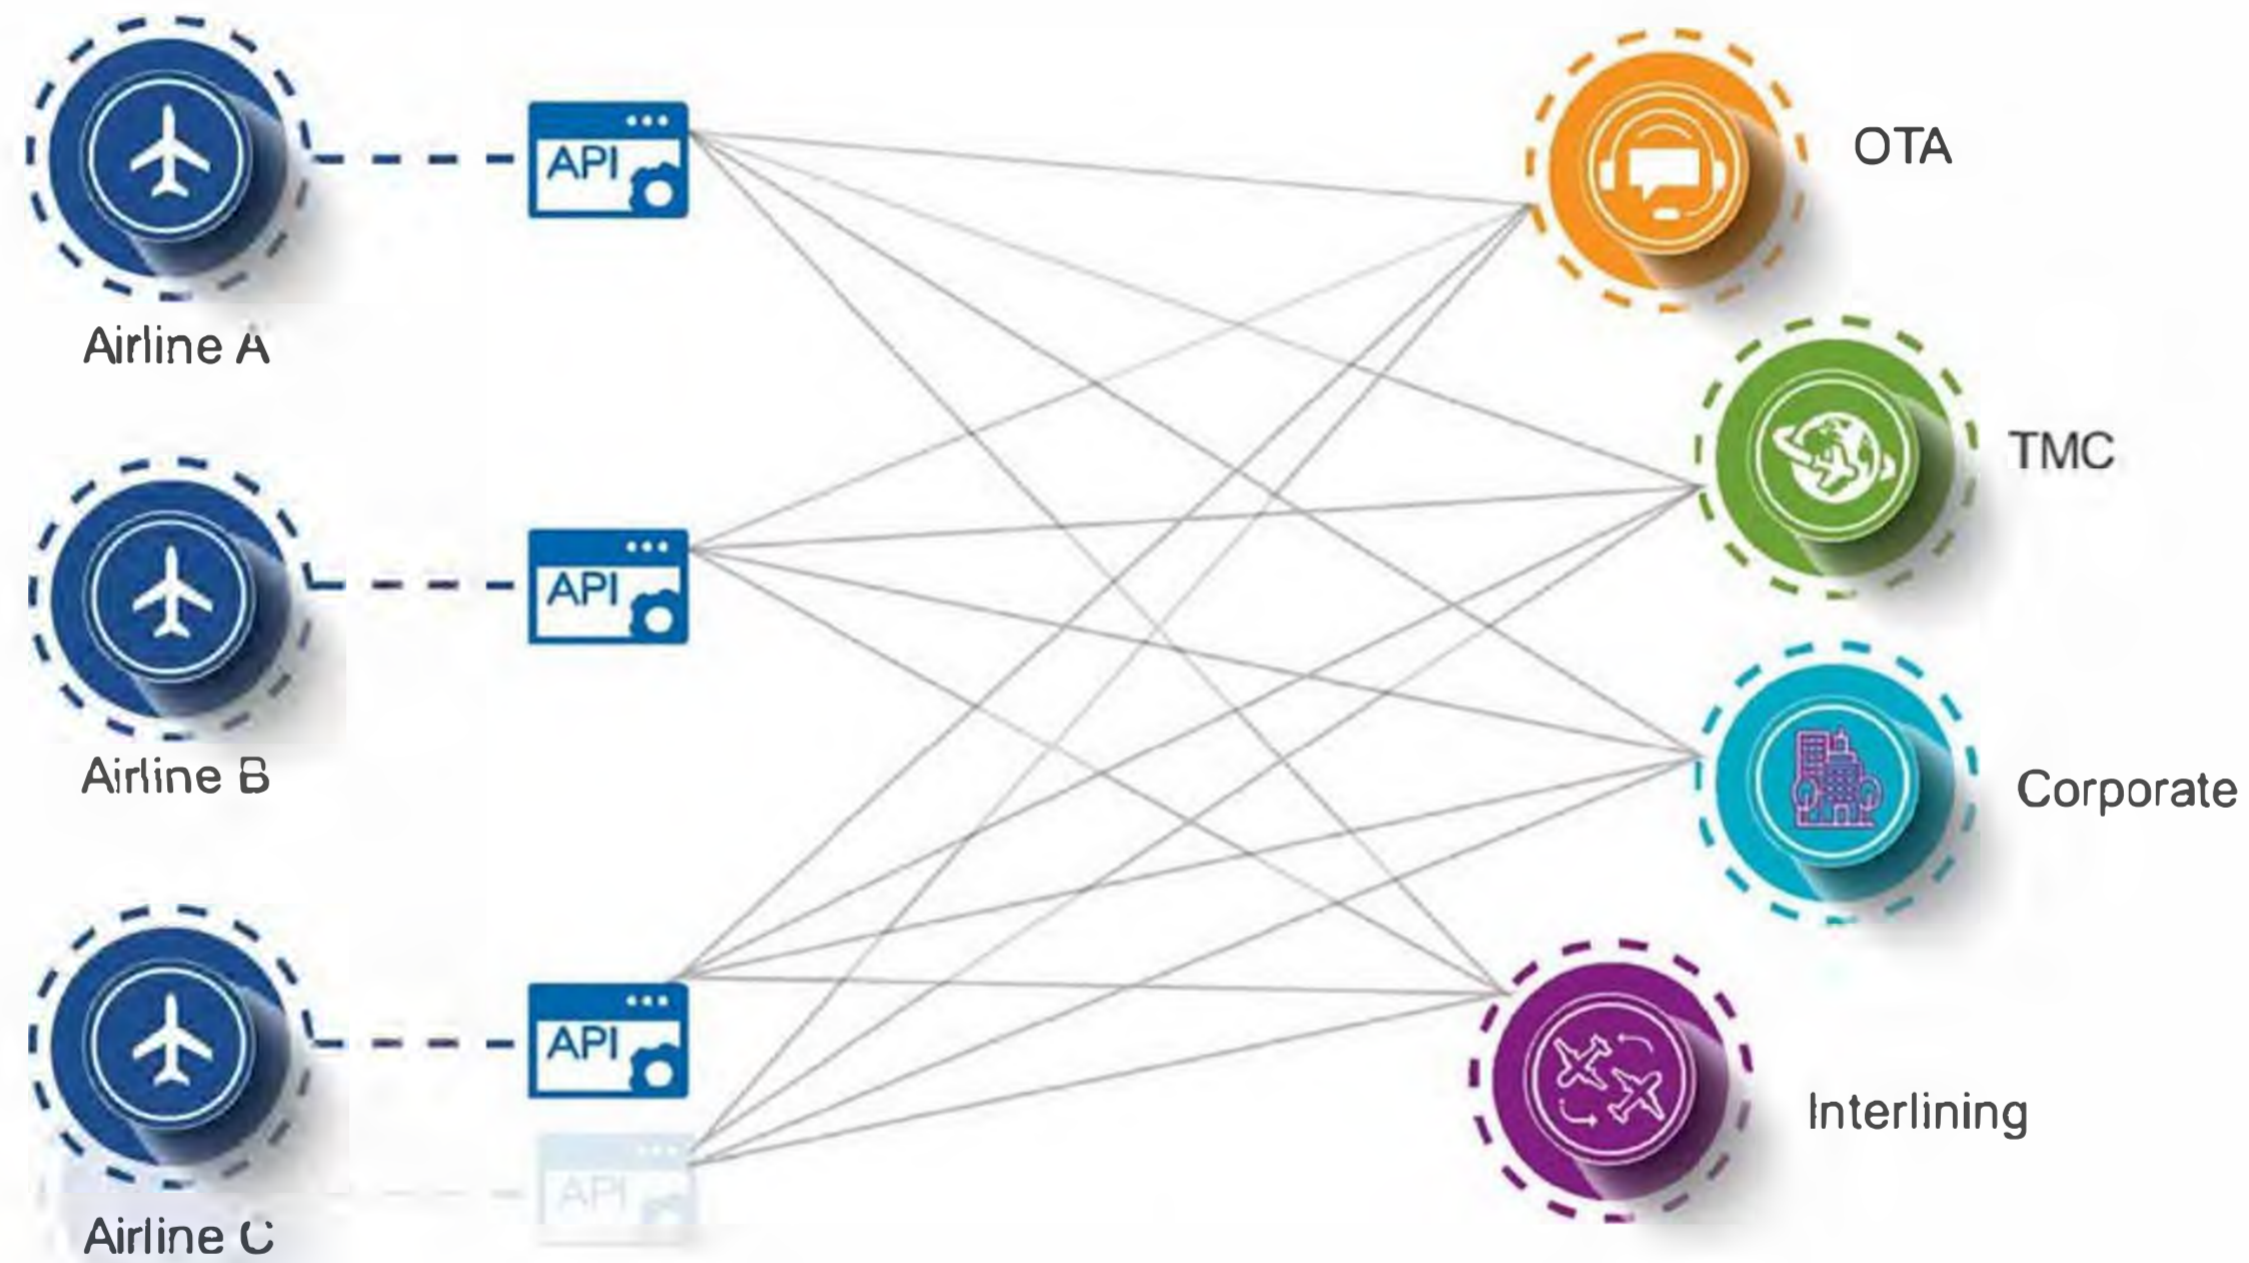 API
OTA
Airline A
TMC
API
Airline B
Corporate
API
Interlining
API
Airline C